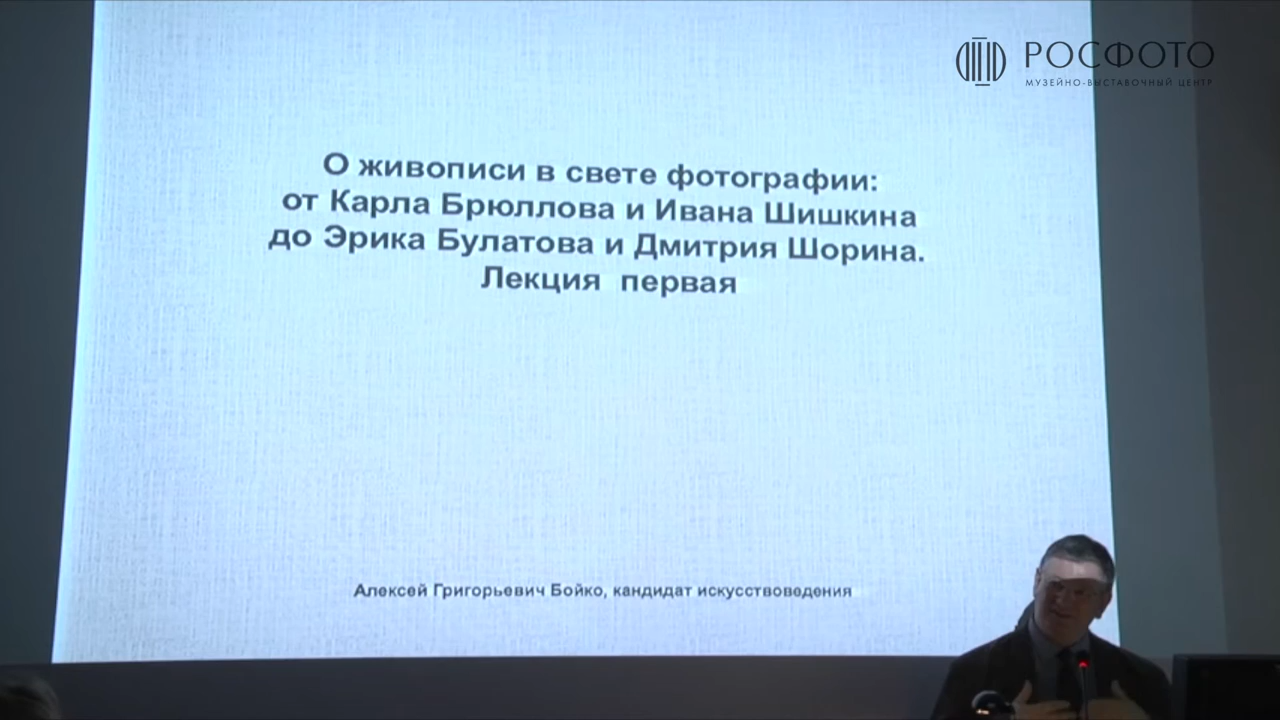 РОСФОТО
МУЗЕЙНО-ВЫСТАВОЧНЫЙ ЦЕНТР
О живописи в свете фотографии:
от Карла Брюллова и Ивана Шишкина
до Эрика Булатова и Дмитрия Шорина.
Лекция первая
Алексей Григорьевич Бойко, кандидат искусствоведения